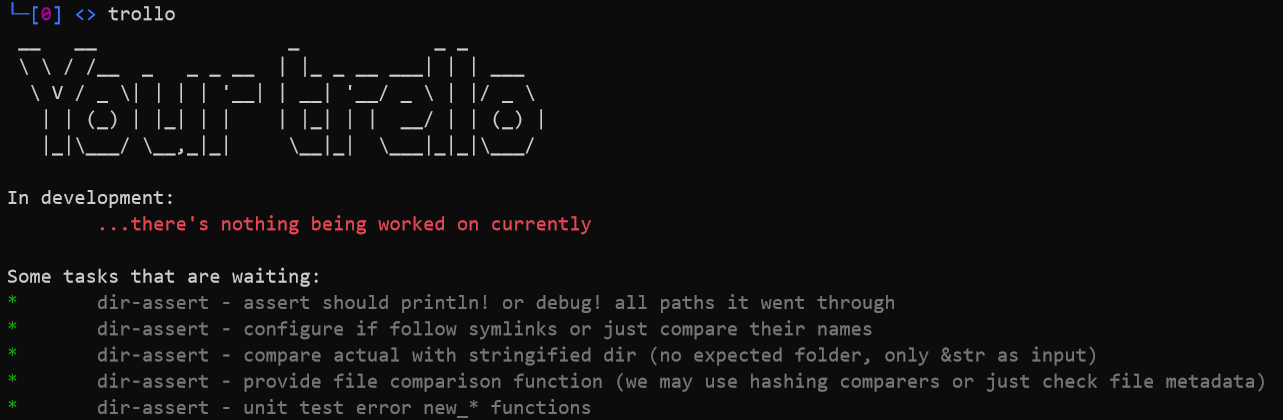 └─[0] <> trollo
Your trello
In development:
...there's nothing being worked on currently
Some tasks that are waiting:
* dir-assert - assert should println! or debug! all paths it went through
* dir-assert - configure if follow symlinks or just compare their names
* dir-assert - compare actual with stringified dir (no expected folder, only &str as input)
* dir-assert - provide file comparison function (we may use hashing comparers or just check file metadata)
* dir-assert - unit test error new_* functions